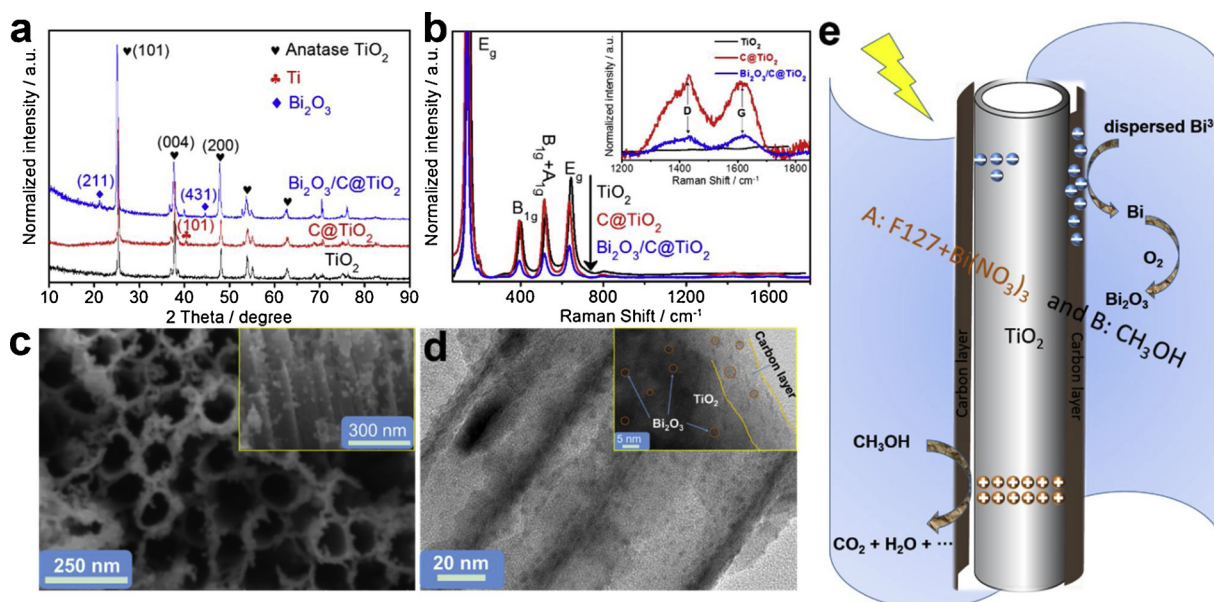 a
♥(101)
♥ Anatase TiO2
♣ Ti
♦ Bi2O3
(004)
(200)
(211)
(431)
Bi2O3/C@TiO2
(101)
C@TiO2
TiO2
Normalized intensity / a.u.
10 20 30 40 50 60 70 80 90
2 Theta / degree
b
Eg
B1g
B1g+A1g
Eg
TiO2
C@TiO2
Bi2O3/C@TiO2
Normalized intensity / a.u.
400 800 1200 1600
Raman Shift / cm-1
TiO2
C@TiO2
Bi2O3/C@TiO2
D
G
Normalized intensity / a.u.
1200 1400 1600 1800
Raman Shift / cm-1
c
300 nm
250 nm
d
Carbon layer
TiO2
Bi2O3
5 nm
20 nm
e
dispersed Bi3
Bi
O2
Bi2O3
A: F127+Bi(NO3)3
and B: CH3OH
TiO2
Carbon layer
Carbon layer
CH3OH
CO2 + H2O + ···